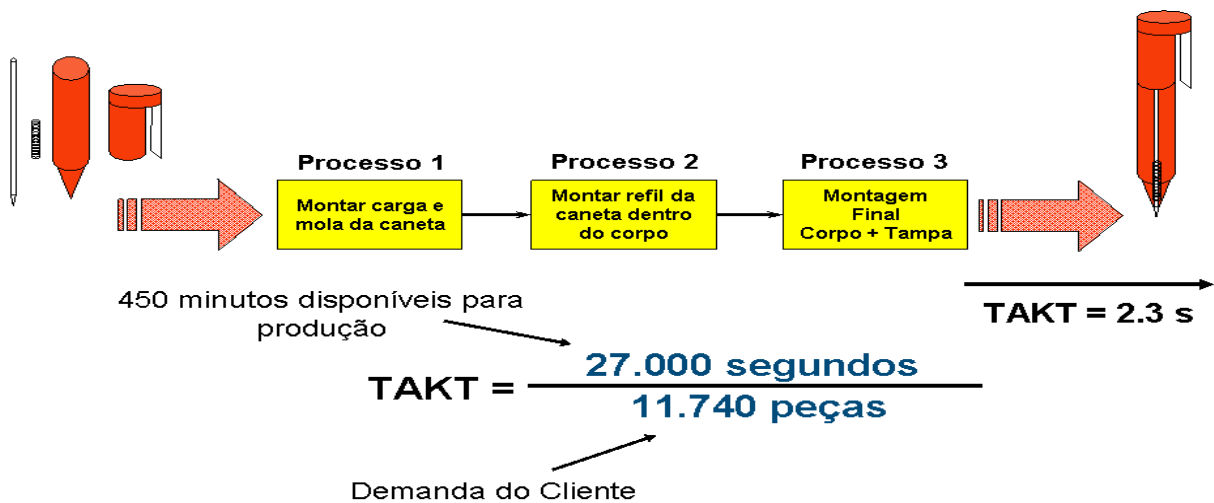 Processo 1
Montar carga e
mola da caneta
Processo 2
Montar refil da
caneta dentro
do corpo
Processo 3
Montagem
Final
Corpo + Tampa
TAKT = 2.3 s
450 minutos disponíveis para
produção
TAKT =
27.000 segundos
11.740 peças
Demanda do Cliente